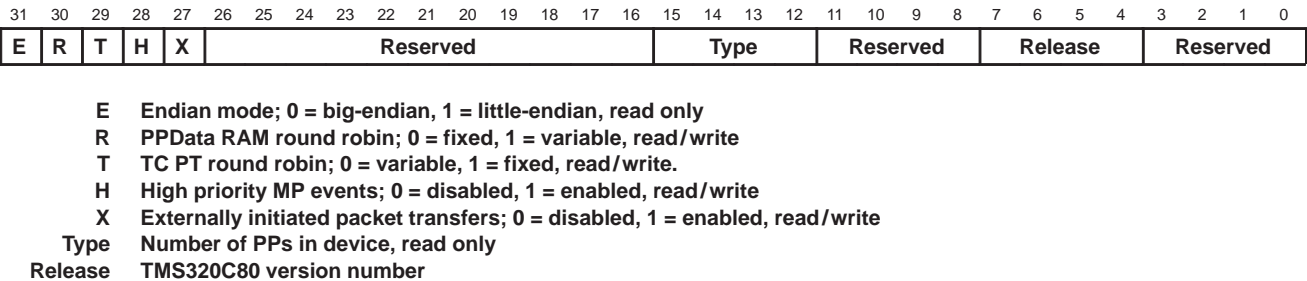 31 30 29 28 27 26 25 24 23 22 21 20 19 18 17 16 15 14 13 12 11 10 9 8 7 6 5 4 3 2 1 0
E R T H X Reserved Type Reserved Release Reserved
E Endian mode; 0 = big-endian, 1 = little-endian, read only
R PPData RAM round robin; 0 = fixed, 1 = variable, read/write
T TC PT round robin; 0 = variable, 1 = fixed, read/write.
H High priority MP events; 0 = disabled, 1 = enabled, read/write
X Externally initiated packet transfers; 0 = disabled, 1 = enabled, read/write
Type Number of PPs in device, read only
Release TMS320C80 version number